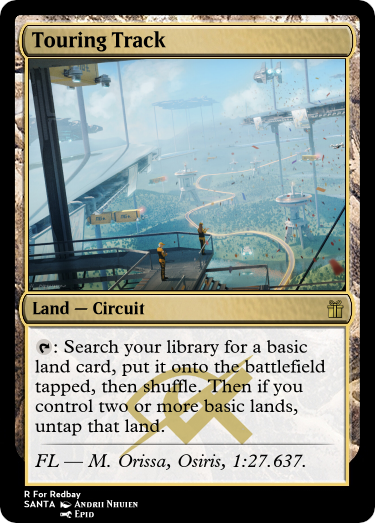 Touring Track
Land — Circuit
: Search your library for a basic
land card, put it onto the battlefield
tapped, then shuffle. Then if you
control two or more basic lands,
untap that land.
FL — M. Orissa, Osiris, 1:27.637.
R For Redbay
SANTA Andrii Nhuien
Epid